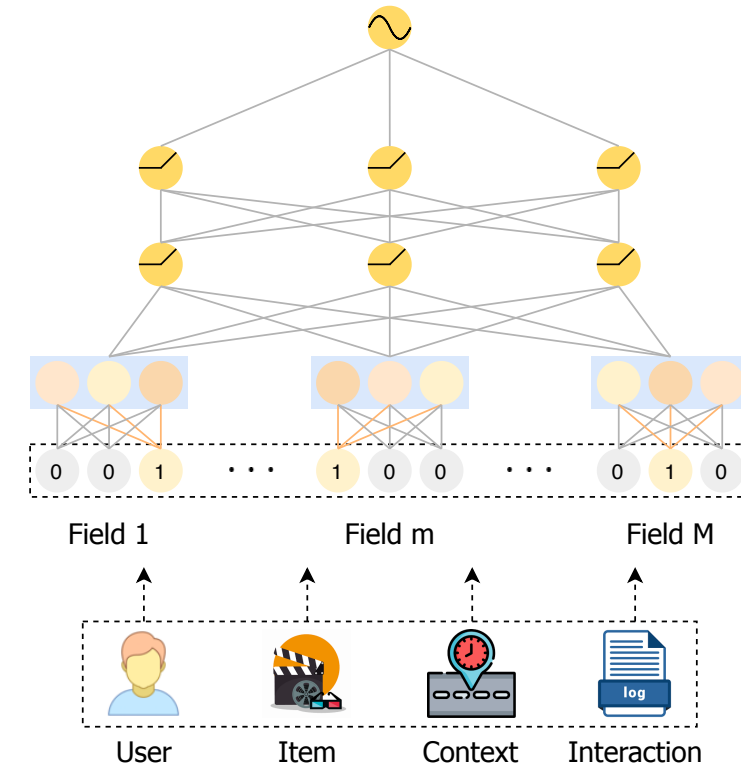 0 0 1 · · · 1 0 0 · · · 0 1 0
Field 1 Field m Field M
log
User Item Context Interaction